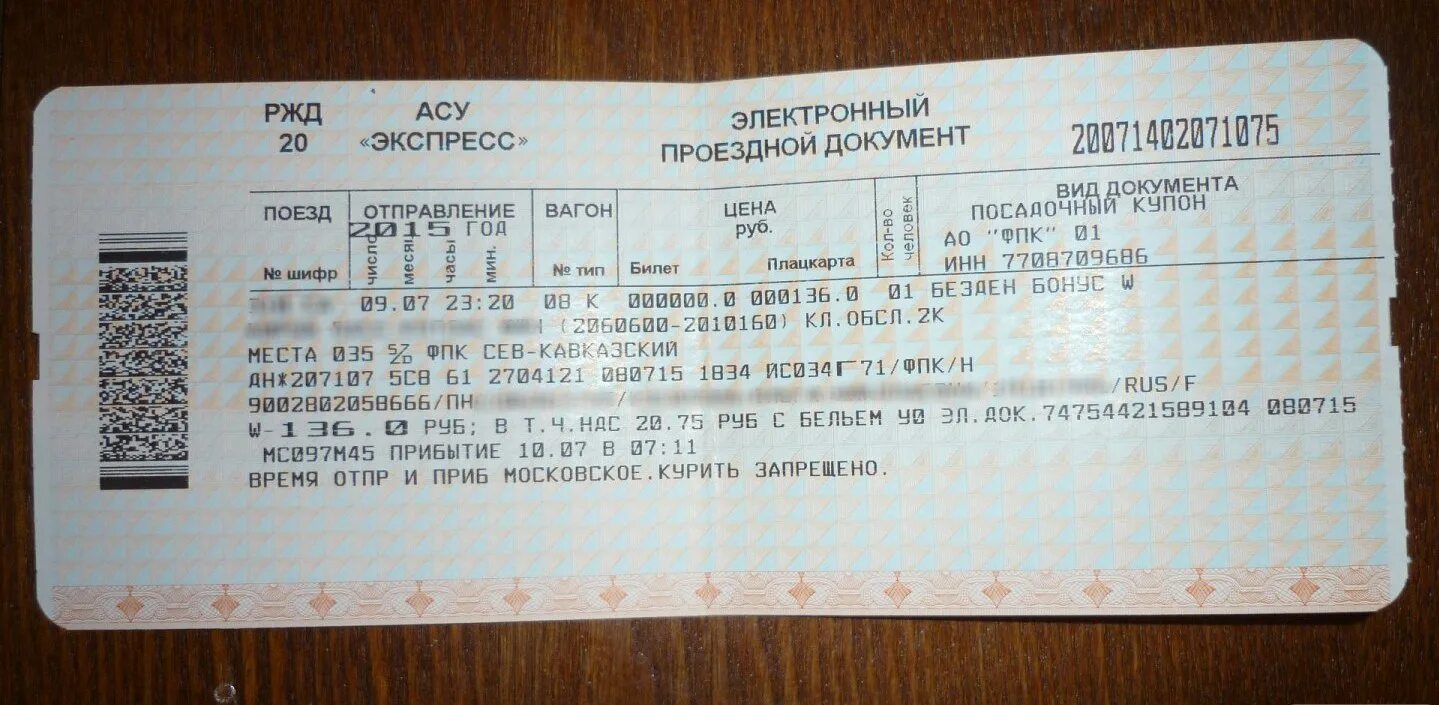 РЖД АСУ ЭЛЕКТРОННЫЙ
20 «ЭКСПРЕСС» ПРОЕЗДНОЙ ДОКУМЕНТ 20071402071075
ПОЕЗД ОТПРАВЛЕНИЕ ВАГОН ЦЕНА Кол-во человек ВИД ДОКУМЕНТА
2015 ГОД руб. ПОСАДОЧНЫЙ КУПОН
АО "ФПК" 01
№ шифр число месяц часы мин. № тип Билет Плацкарта ИНН 7708709686
09.07 23:20 08 К 000000.0 000136.0 01 БЕЗДЕН БОНУС W
(2060600-2010160) КЛ.ОБСЛ.2К
МЕСТА 035 ФПК СЕВ-КАВКАЗСКИЙ
ДН*207107 5СВ 61 2704121 080715 1834 ИС034Г71/ФПК/Н
9002802058666/ПН / /RUS/F
W-136.0 РУБ; В Т.Ч.НДС 20.75 РУБ С БЕЛЬЕМ У0 ЭЛ.ДОК.74754421589104 080715
МС097М45 ПРИБЫТИЕ 10.07 В 07:11
ВРЕМЯ ОТПР И ПРИБ МОСКОВСКОЕ.КУРИТЬ ЗАПРЕЩЕНО.